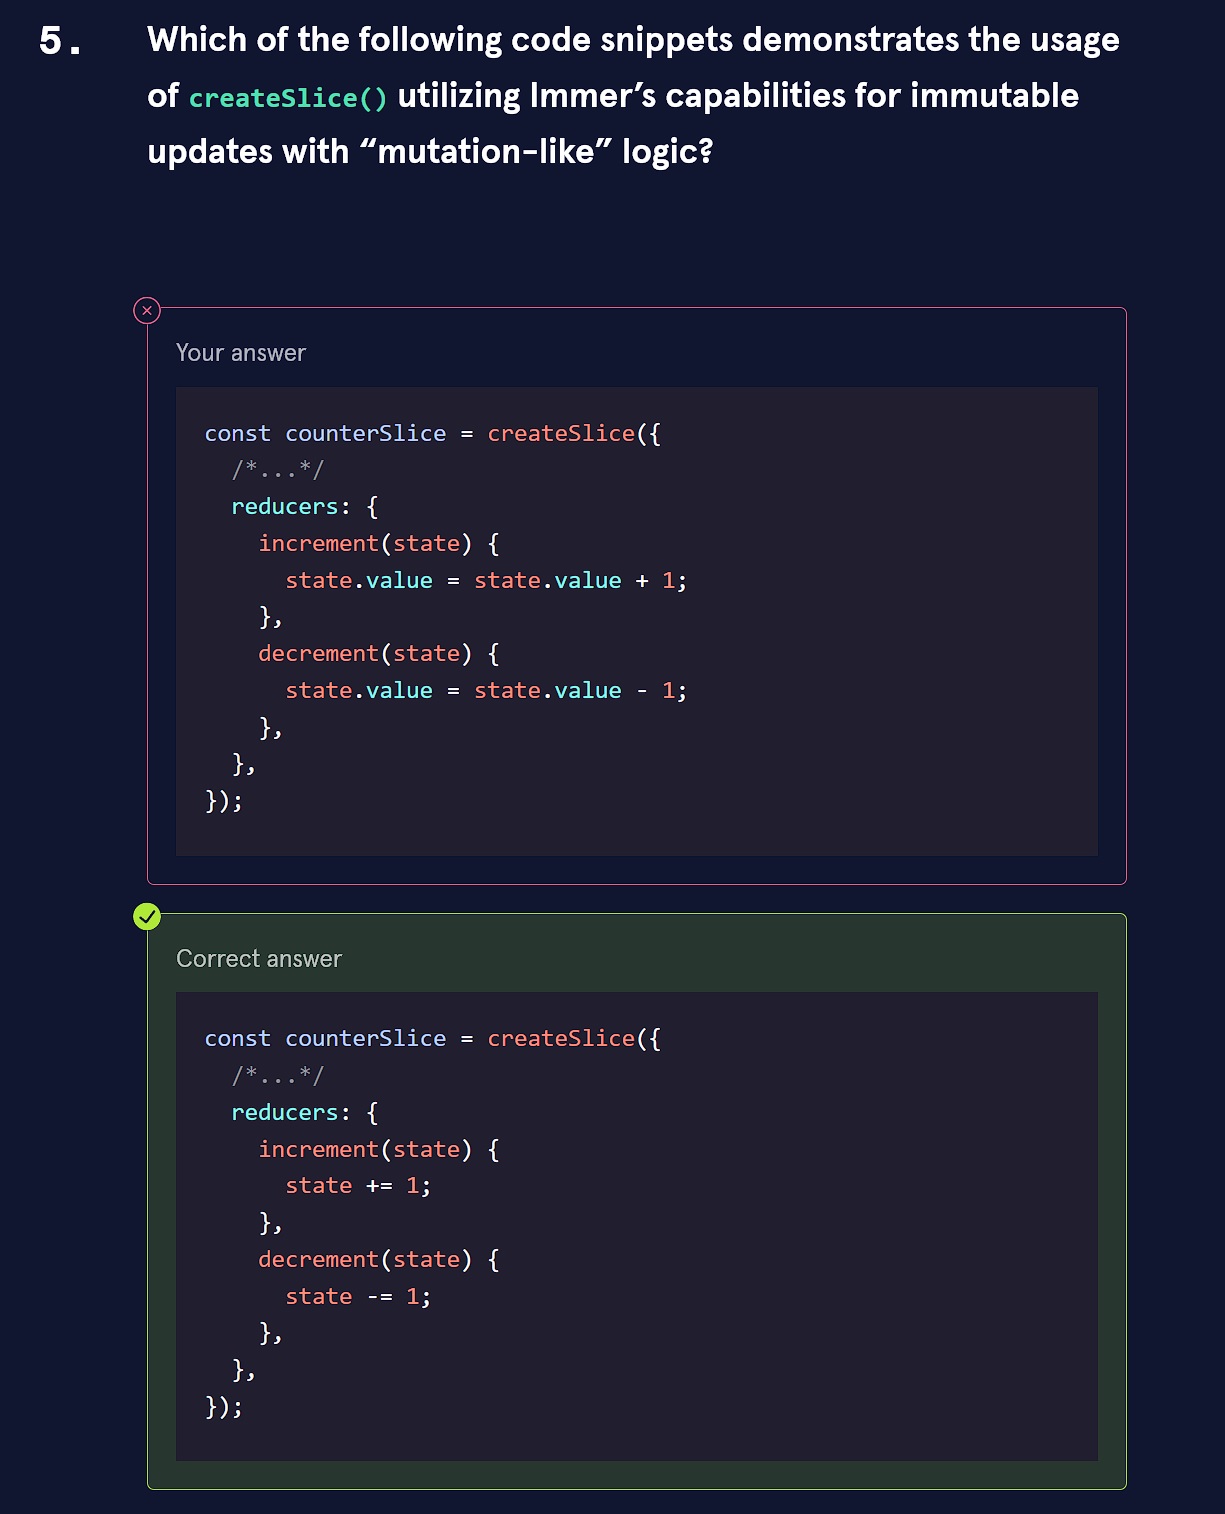 5. Which of the following code snippets demonstrates the usage
of createSlice() utilizing Immer’s capabilities for immutable
updates with “mutation-like” logic?
Your answer
const counterSlice = createSlice({
  /*...*/
  reducers: {
    increment(state) {
      state.value = state.value + 1;
    },
    decrement(state) {
      state.value = state.value - 1;
    },
  },
});
Correct answer
const counterSlice = createSlice({
  /*...*/
  reducers: {
    increment(state) {
      state += 1;
    },
    decrement(state) {
      state -= 1;
    },
  },
});